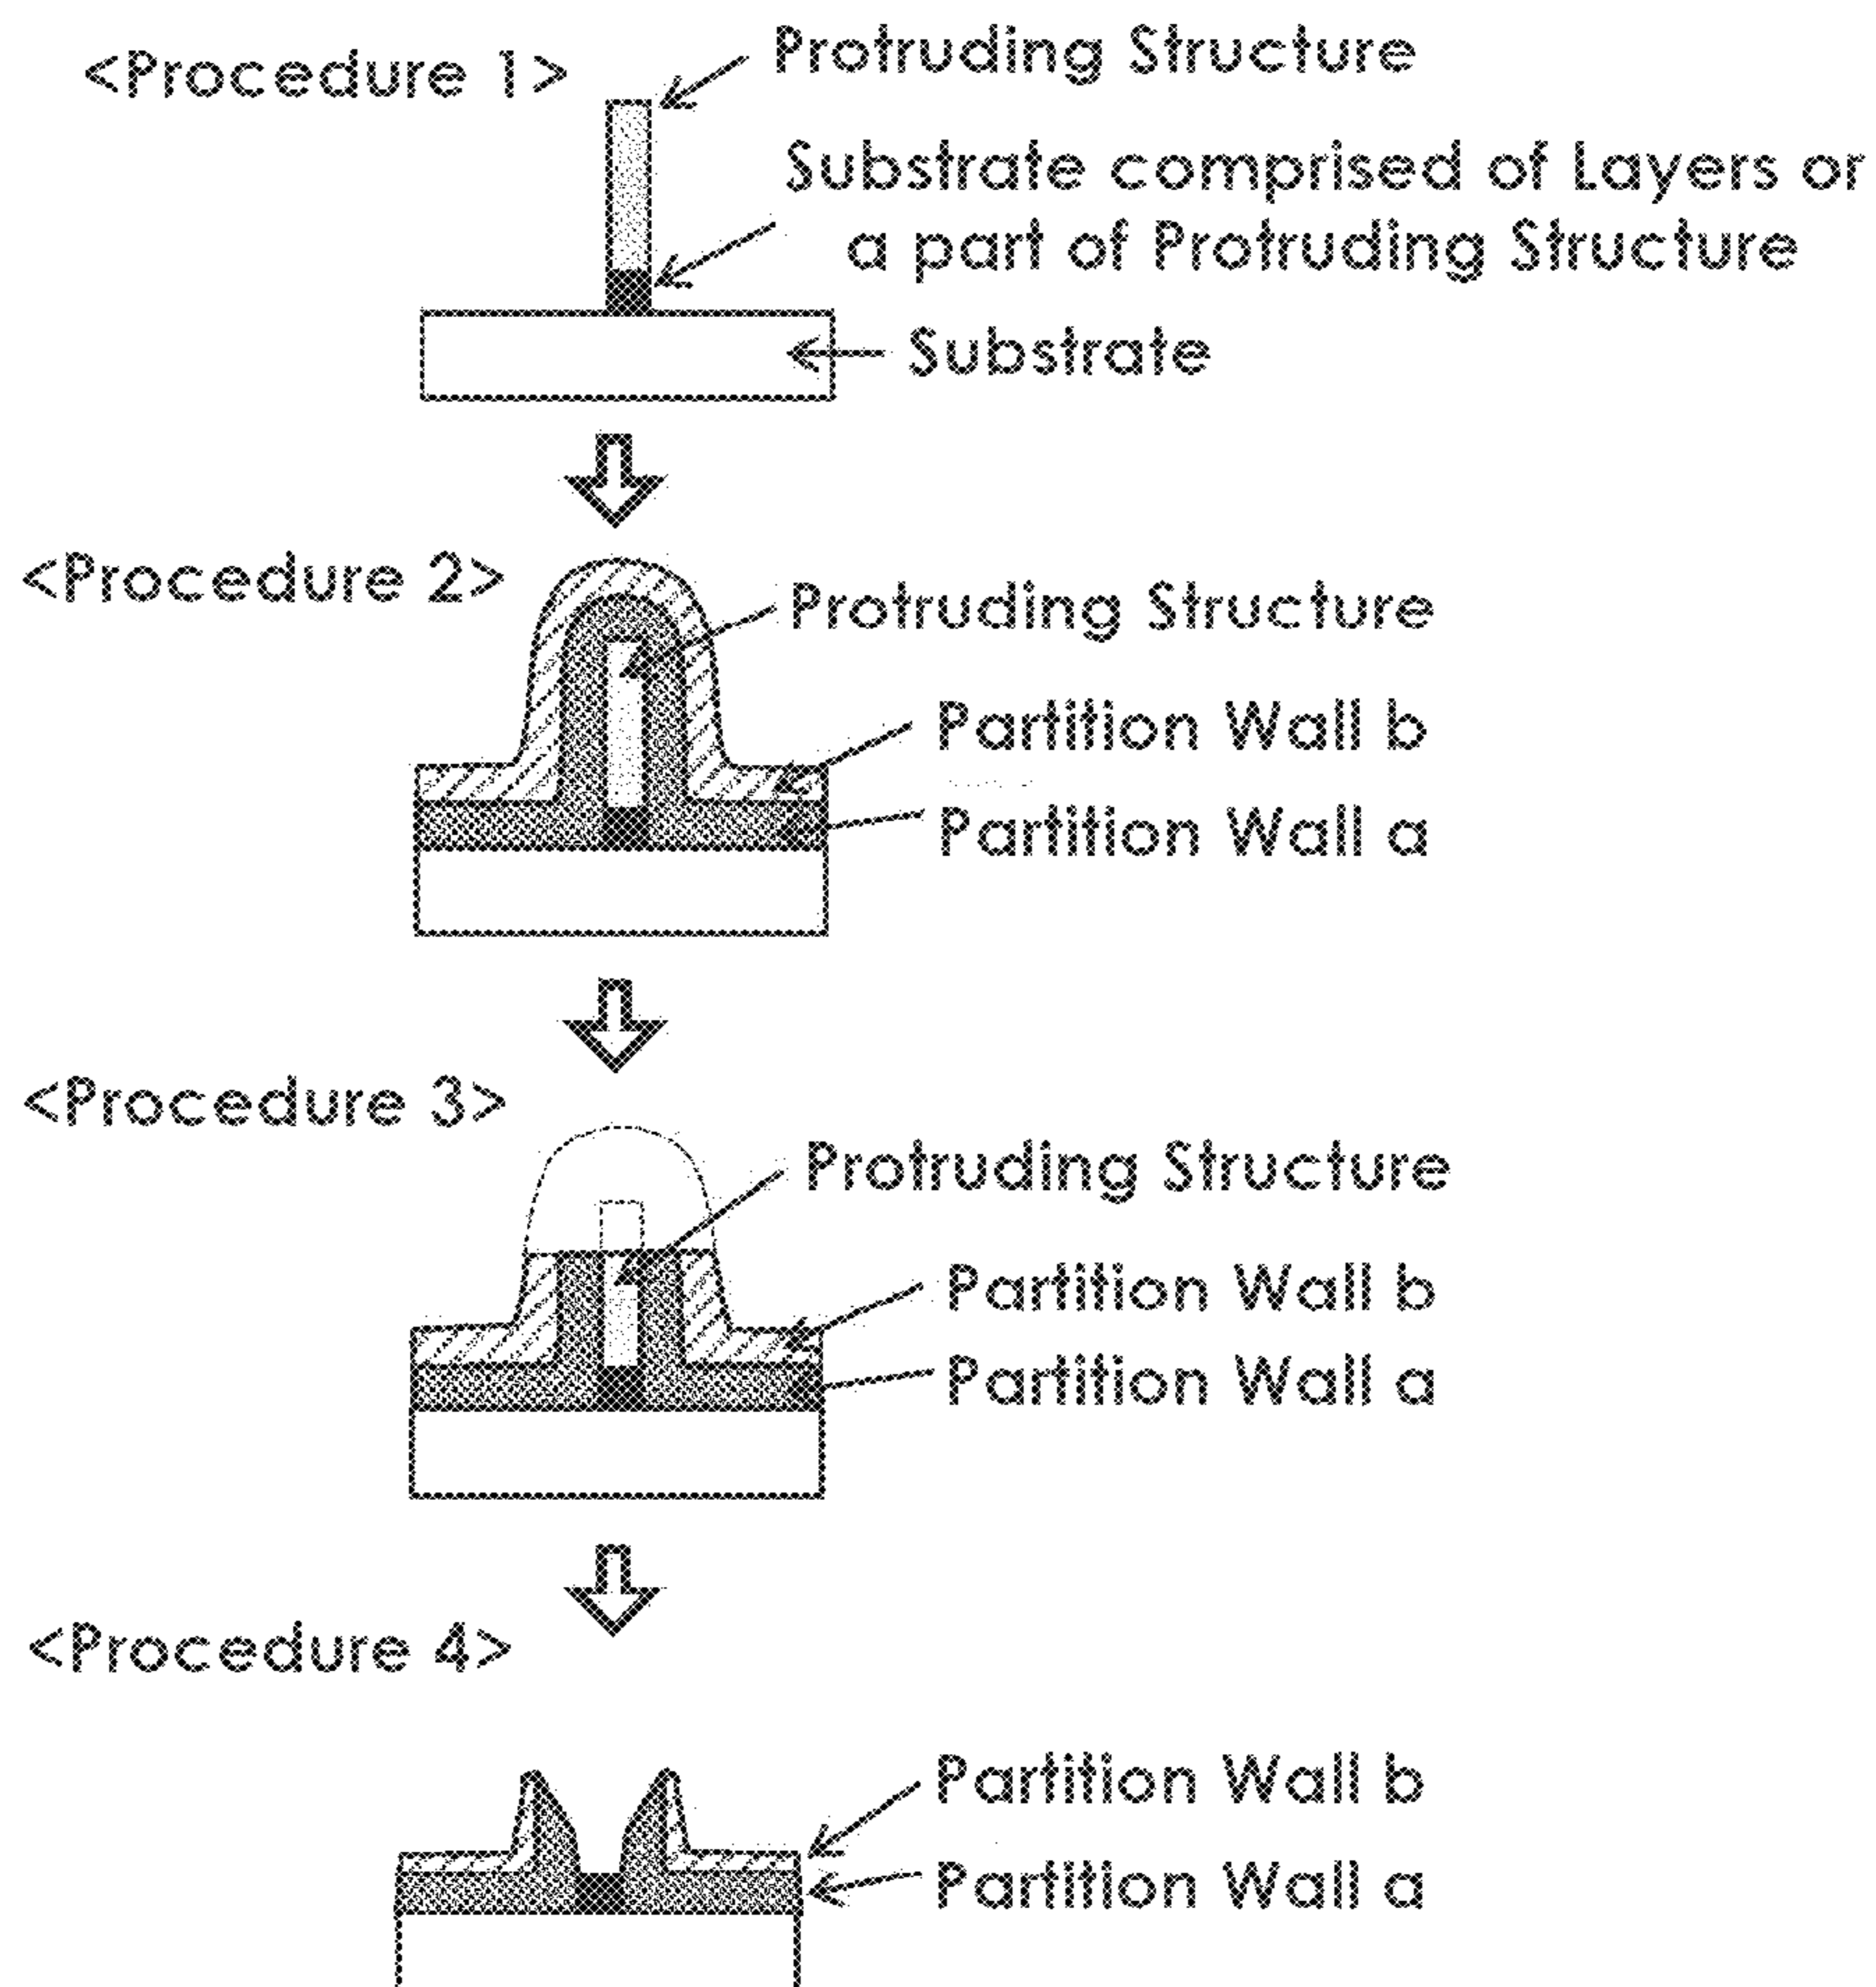 <Procedure 1>
Protruding Structure
Substrate comprised of Layers or
a part of Protruding Structure
Substrate
<Procedure 2>
Protruding Structure
Partition Wall b
Partition Wall a
<Procedure 3>
Protruding Structure
Partition Wall b
Partition Wall a
<Procedure 4>
Partition Wall b
Partition Wall a